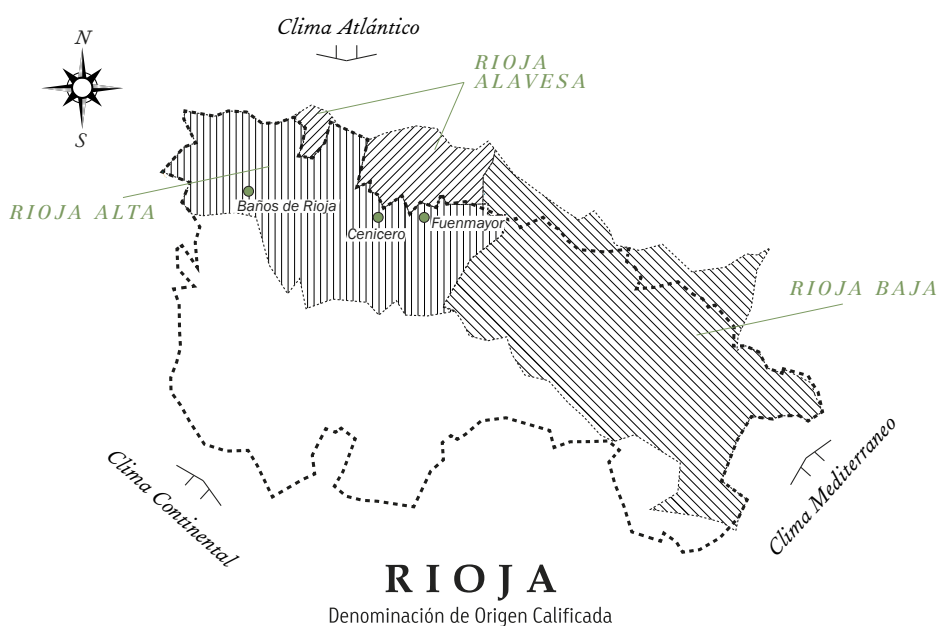 Clima Atlántico
N
RIOJA
ALAVESA
S
Baños de Rioja
RIOJA ALTA
Fuenmayor
Cenicero
RIOJA BAJA
Clima Mediterraneo
Clima Continental
RIOJA
Denominación de Origen Calificada